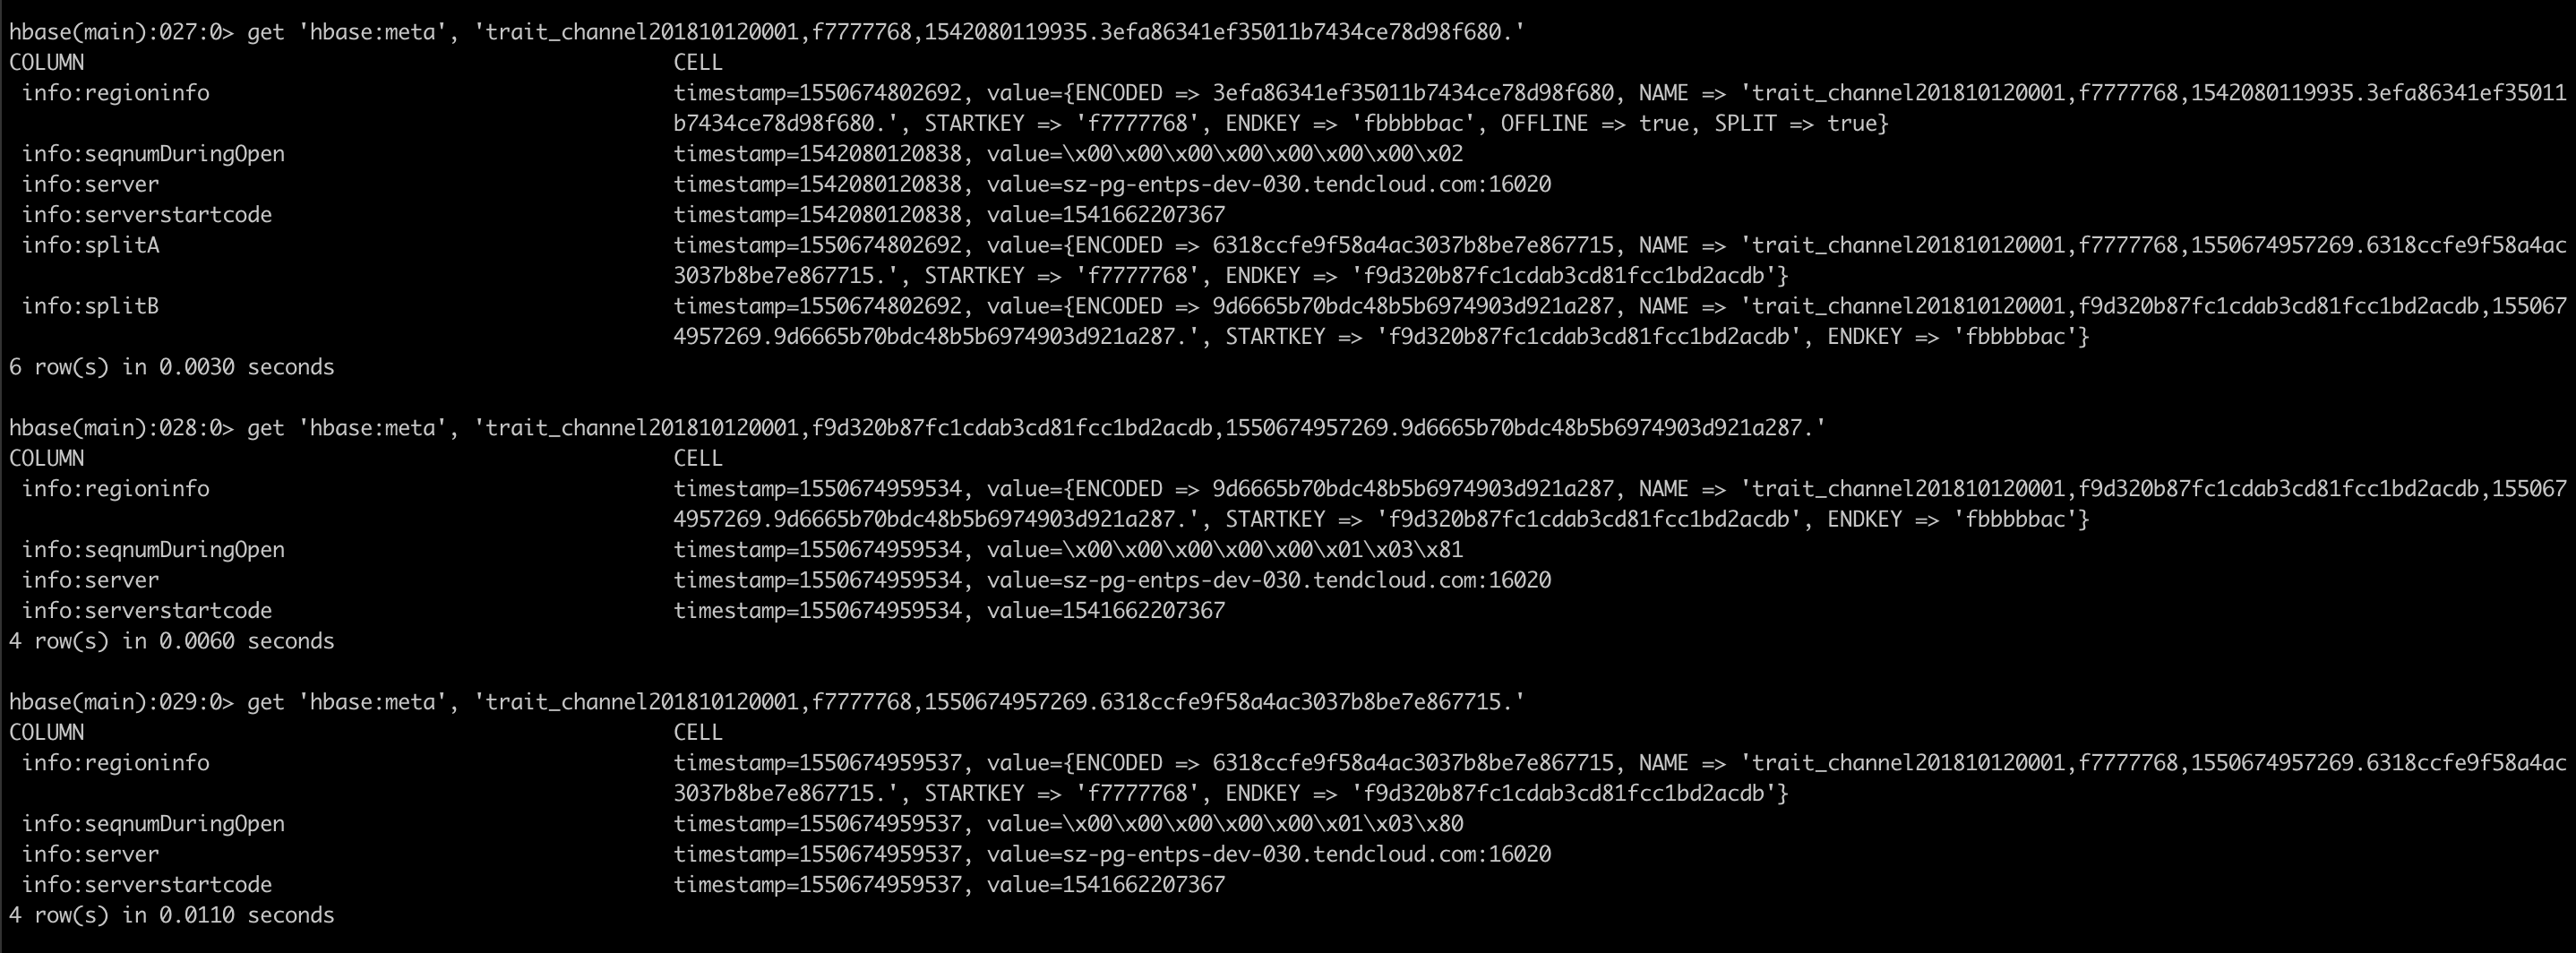 hbase(main):027:0> get 'hbase:meta', 'trait_channel201810120001,f7777768,1542080119935.3efa86341ef35011b7434ce78d98f680.'
COLUMN CELL
info:regioninfo timestamp=1550674802692, value={ENCODED => 3efa86341ef35011b7434ce78d98f680, NAME => 'trait_channel201810120001,f7777768,1542080119935.3efa86341ef35011
b7434ce78d98f680.', STARTKEY => 'f7777768', ENDKEY => 'fbbbbbac', OFFLINE => true, SPLIT => true}
info:seqnumDuringOpen timestamp=1542080120838, value=\x00\x00\x00\x00\x00\x00\x00\x02
info:server timestamp=1542080120838, value=sz-pg-entps-dev-030.tendcloud.com:16020
info:serverstartcode timestamp=1542080120838, value=1541662207367
info:splitA timestamp=1550674802692, value={ENCODED => 6318ccfe9f58a4ac3037b8be7e867715, NAME => 'trait_channel201810120001,f7777768,1550674957269.6318ccfe9f58a4ac
3037b8be7e867715.', STARTKEY => 'f7777768', ENDKEY => 'f9d320b87fc1cdab3cd81fcc1bd2acdb'}
info:splitB timestamp=1550674802692, value={ENCODED => 9d6665b70bdc48b5b6974903d921a287, NAME => 'trait_channel201810120001,f9d320b87fc1cdab3cd81fcc1bd2acdb,155067
4957269.9d6665b70bdc48b5b6974903d921a287.', STARTKEY => 'f9d320b87fc1cdab3cd81fcc1bd2acdb', ENDKEY => 'fbbbbbac'}
6 row(s) in 0.0030 seconds
hbase(main):028:0> get 'hbase:meta', 'trait_channel201810120001,f9d320b87fc1cdab3cd81fcc1bd2acdb,1550674957269.9d6665b70bdc48b5b6974903d921a287.'
COLUMN CELL
info:regioninfo timestamp=1550674959534, value={ENCODED => 9d6665b70bdc48b5b6974903d921a287, NAME => 'trait_channel201810120001,f9d320b87fc1cdab3cd81fcc1bd2acdb,155067
4957269.9d6665b70bdc48b5b6974903d921a287.', STARTKEY => 'f9d320b87fc1cdab3cd81fcc1bd2acdb', ENDKEY => 'fbbbbbac'}
info:seqnumDuringOpen timestamp=1550674959534, value=\x00\x00\x00\x00\x00\x01\x03\x81
info:server timestamp=1550674959534, value=sz-pg-entps-dev-030.tendcloud.com:16020
info:serverstartcode timestamp=1550674959534, value=1541662207367
4 row(s) in 0.0060 seconds
hbase(main):029:0> get 'hbase:meta', 'trait_channel201810120001,f7777768,1550674957269.6318ccfe9f58a4ac3037b8be7e867715.'
COLUMN CELL
info:regioninfo timestamp=1550674959537, value={ENCODED => 6318ccfe9f58a4ac3037b8be7e867715, NAME => 'trait_channel201810120001,f7777768,1550674957269.6318ccfe9f58a4ac
3037b8be7e867715.', STARTKEY => 'f7777768', ENDKEY => 'f9d320b87fc1cdab3cd81fcc1bd2acdb'}
info:seqnumDuringOpen timestamp=1550674959537, value=\x00\x00\x00\x00\x00\x01\x03\x80
info:server timestamp=1550674959537, value=sz-pg-entps-dev-030.tendcloud.com:16020
info:serverstartcode timestamp=1550674959537, value=1541662207367
4 row(s) in 0.0110 seconds